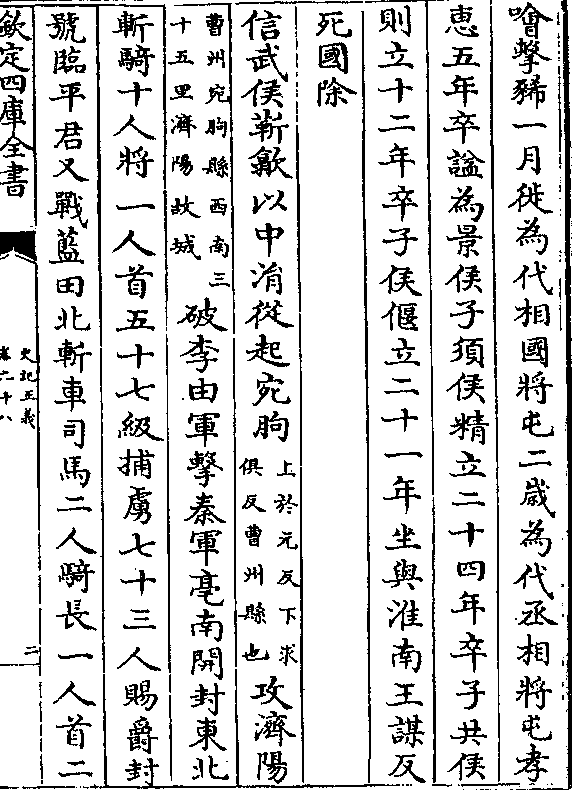 噲擊豨一月徙為代相國將屯二歲為代丞相將屯孝
惠五年卒諡為景侯子須侯精立二十四年卒子共侯
則立十二年卒子侯偃立二十一年坐與淮南王謀反
死國除
信武侯靳歙以中涓從起宛朐上於元反下求俱反曹州縣也攻濟陽
曹州宛朐縣西南三十五里濟陽故城破李由軍擊秦軍亳南開封東北
斬騎十人將一人首五十七級捕虜七十三人賜爵封
號臨平君又戰藍田北斬車司馬二人騎長一人首二
欽定四庫全書
史記正義
卷六十八
二